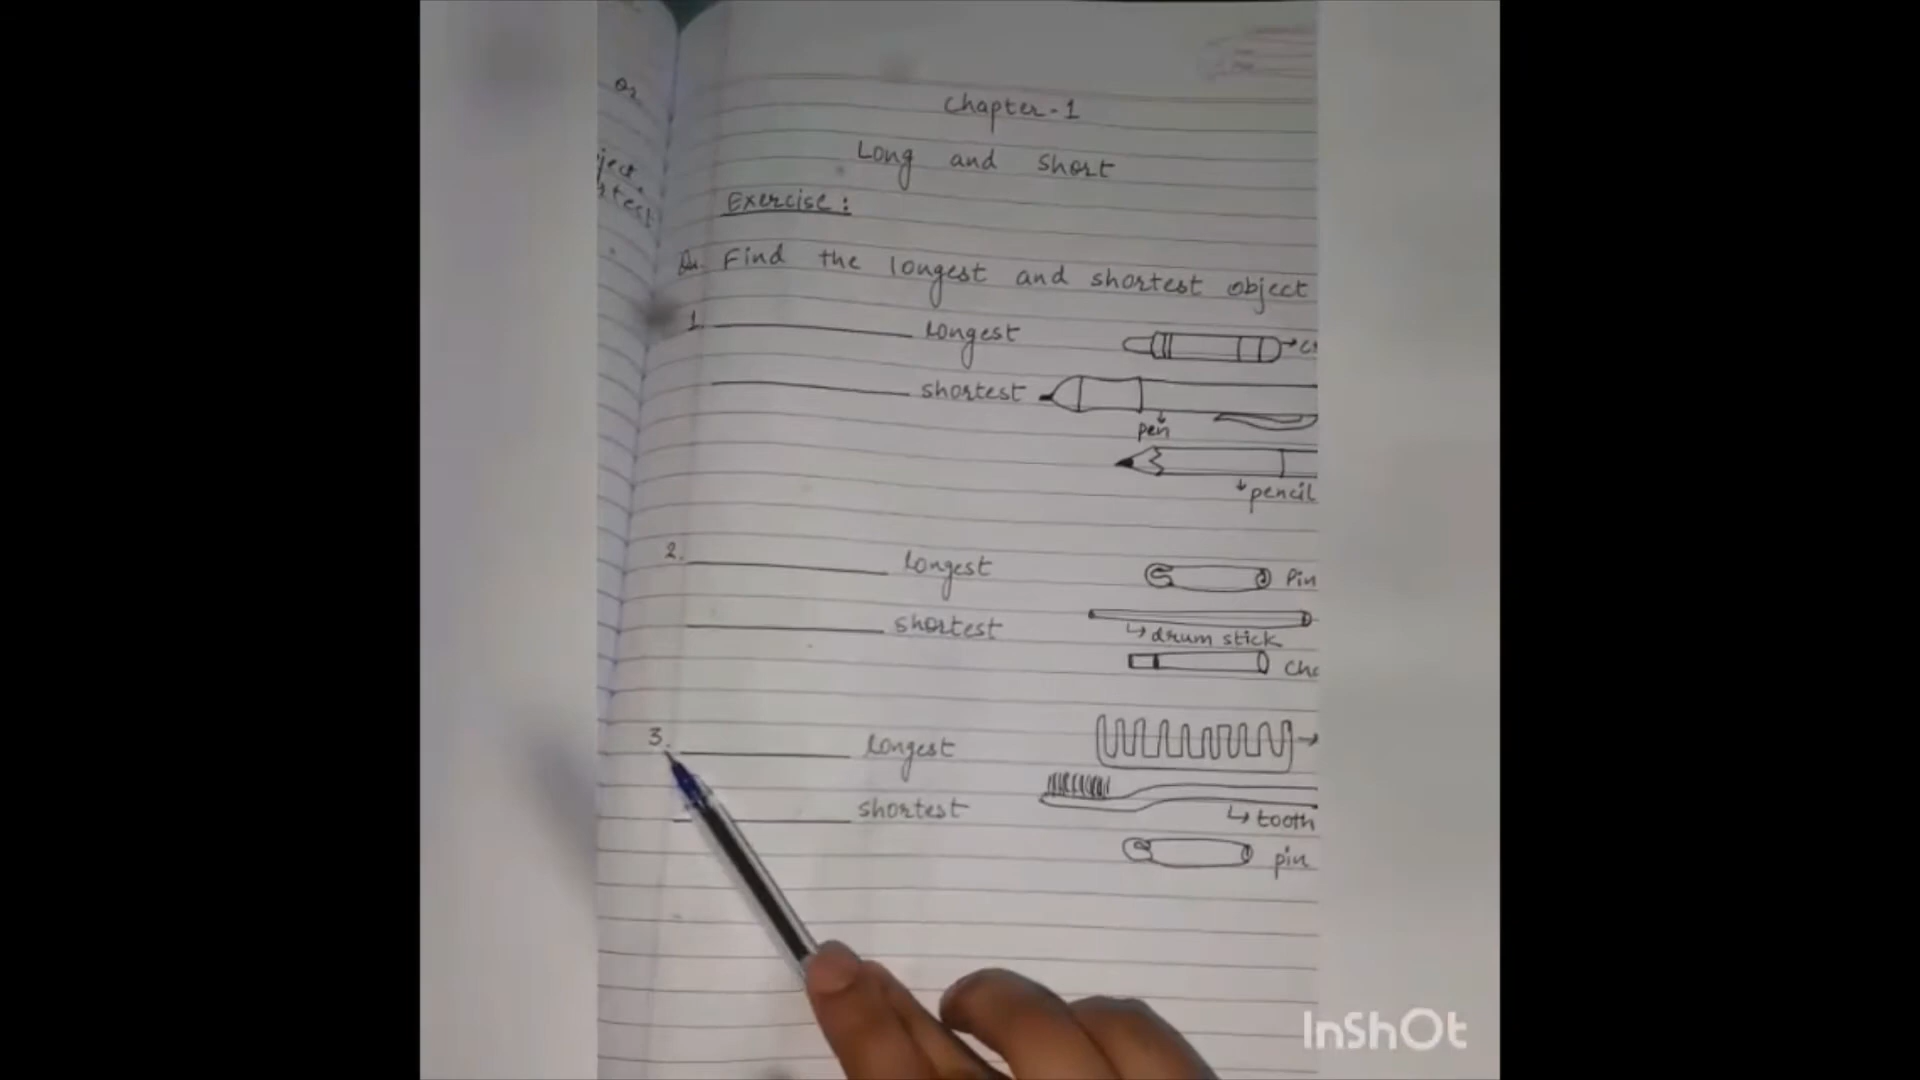 Chapter-1
Long and Short
Exercise:
Qu. Find the longest and shortest object
1. longest
shortest
pen
pencil
2. longest
Pin
shortest
drum stick
3. longest
shortest
tooth
pin
InShOt